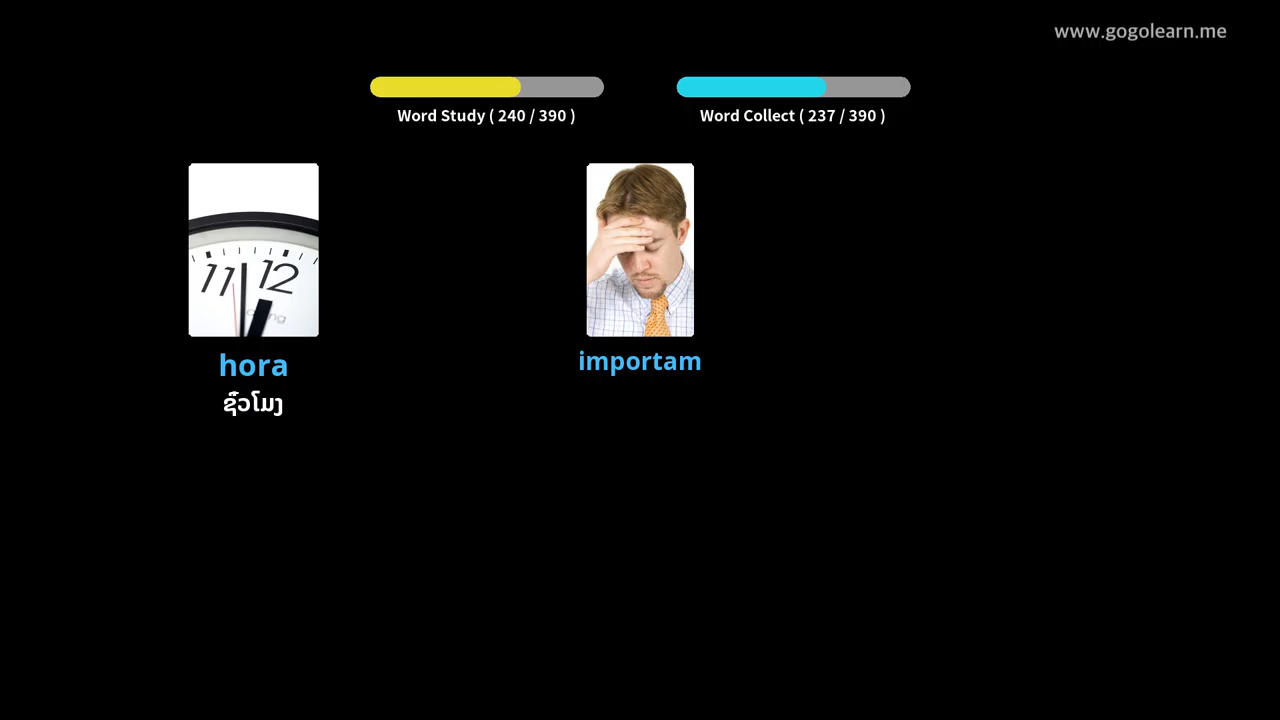 www.gogolearn.me
Word Study ( 240 / 390 )
Word Collect ( 237 / 390 )
11 12
hora
importam
ຊົ່ວໂມງ